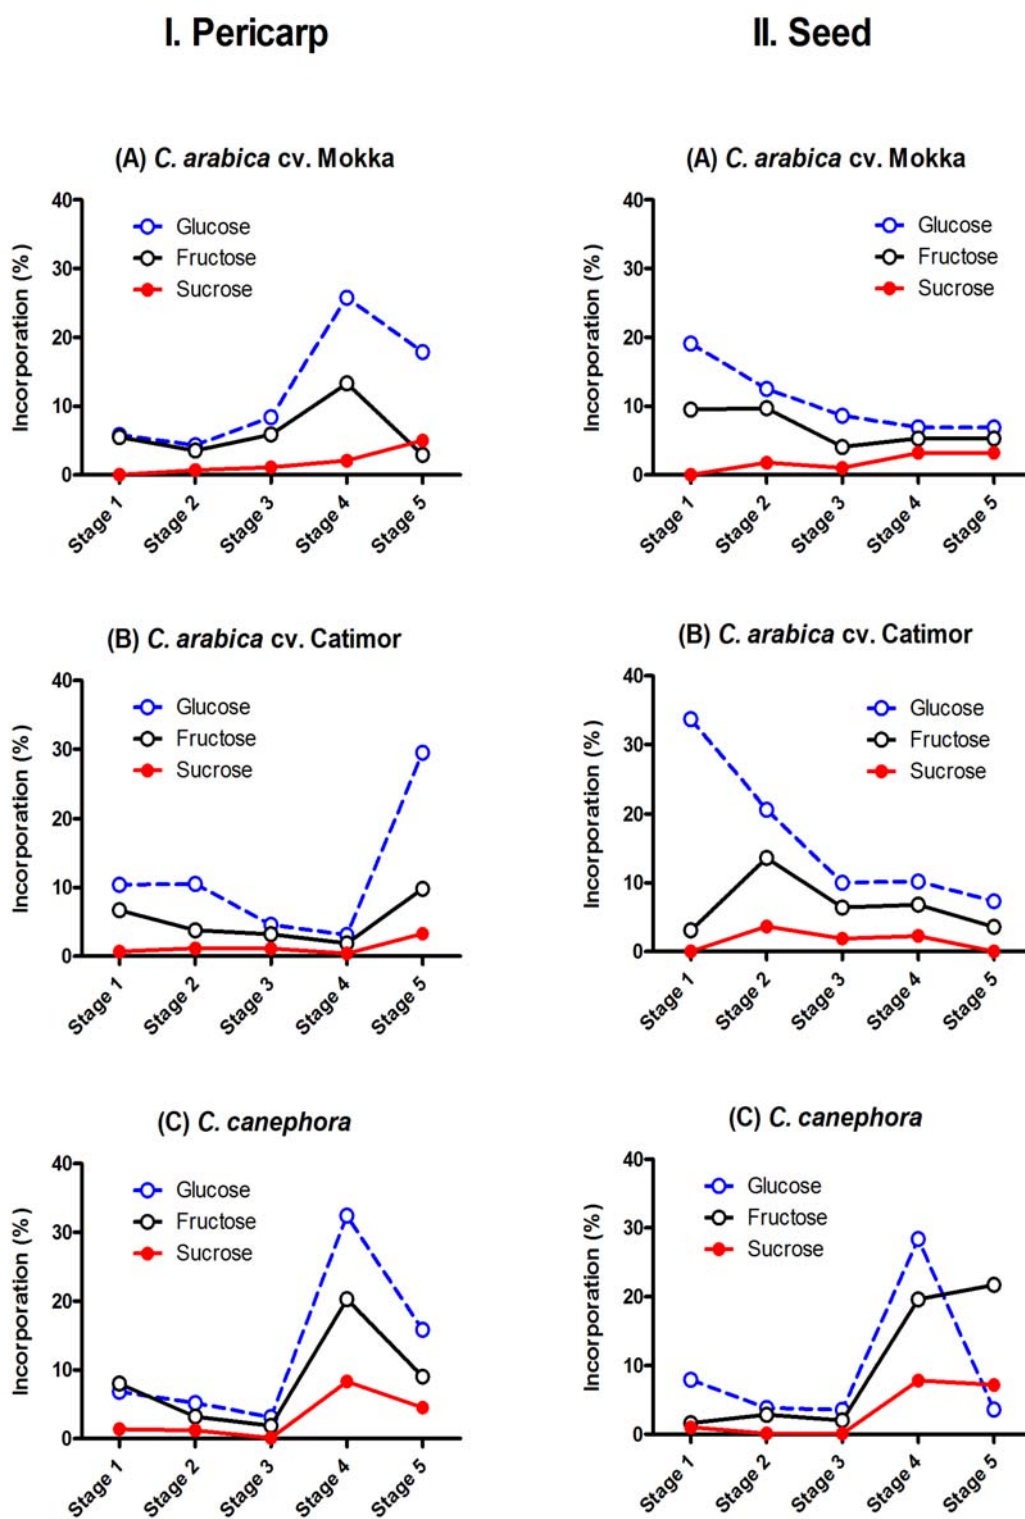 I. Pericarp
II. Seed
(A) C. arabica cv. Mokka
Incorporation (%)
40
30
20
10
0
Glucose
Fructose
Sucrose
Stage 1
Stage 2
Stage 3
Stage 4
Stage 5
(A) C. arabica cv. Mokka
Incorporation (%)
40
30
20
10
0
Glucose
Fructose
Sucrose
Stage 1
Stage 2
Stage 3
Stage 4
Stage 5
(B) C. arabica cv. Catimor
Incorporation (%)
40
30
20
10
0
Glucose
Fructose
Sucrose
Stage 1
Stage 2
Stage 3
Stage 4
Stage 5
(B) C. arabica cv. Catimor
Incorporation (%)
40
30
20
10
0
Glucose
Fructose
Sucrose
Stage 1
Stage 2
Stage 3
Stage 4
Stage 5
(C) C. canephora
Incorporation (%)
40
30
20
10
0
Glucose
Fructose
Sucrose
Stage 1
Stage 2
Stage 3
Stage 4
Stage 5
(C) C. canephora
Incorporation (%)
40
30
20
10
0
Glucose
Fructose
Sucrose
Stage 1
Stage 2
Stage 3
Stage 4
Stage 5